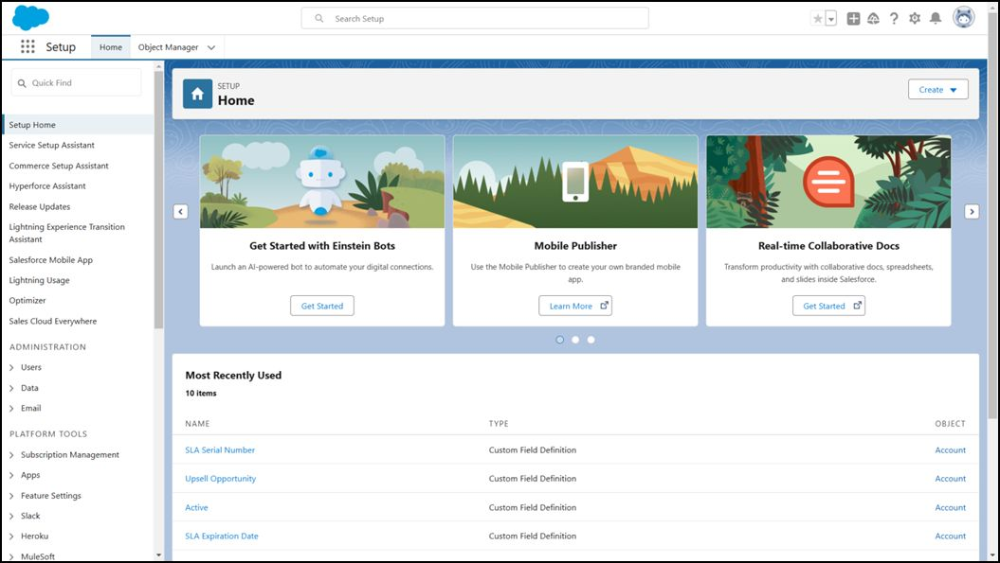 Search Setup
Setup
Home
Object Manager
Quick Find
Setup Home
Service Setup Assistant
Commerce Setup Assistant
Hyperforce Assistant
Release Updates
Lightning Experience Transition
Assistant
Salesforce Mobile App
Lightning Usage
Optimizer
Sales Cloud Everywhere
ADMINISTRATION
Users
Data
Email
PLATFORM TOOLS
Subscription Management
Apps
Feature Settings
Slack
Heroku
MuleSoft
SETUP
Home
Create
Get Started with Einstein Bots
Launch an AI-powered bot to automate your digital connections.
Get Started
Mobile Publisher
Use the Mobile Publisher to create your own branded mobile
app.
Learn More
Real-time Collaborative Docs
Transform productivity with collaborative docs, spreadsheets,
and slides inside Salesforce.
Get Started
Most Recently Used
10 items
NAME TYPE OBJECT
SLA Serial Number Custom Field Definition Account
Upsell Opportunity Custom Field Definition Account
Active Custom Field Definition Account
SLA Expiration Date Custom Field Definition Account